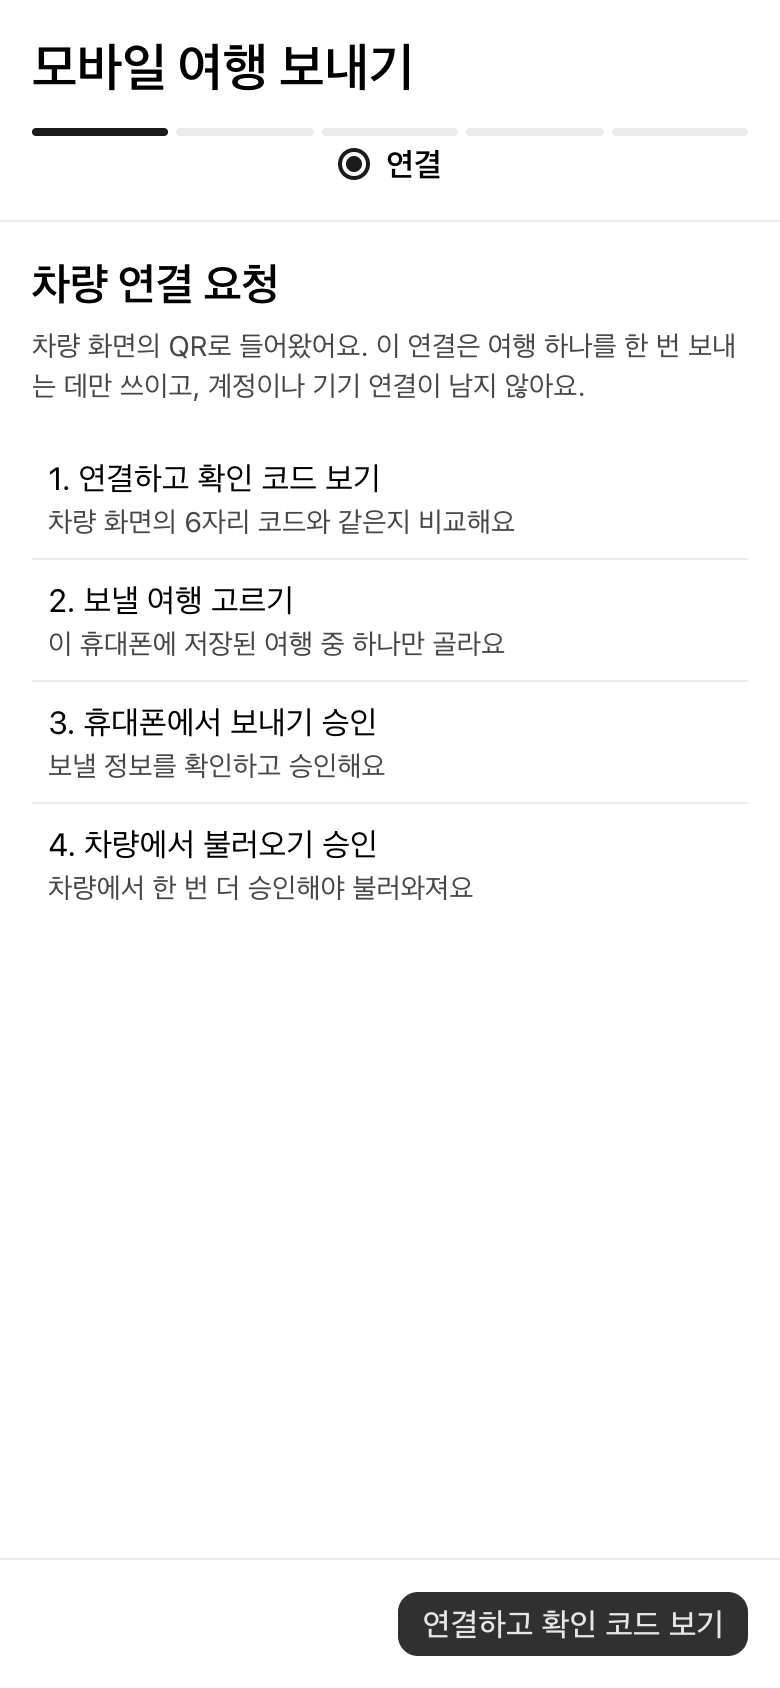 모바일 여행 보내기
연결
차량 연결 요청
차량 화면의 QR로 들어왔어요. 이 연결은 여행 하나를 한 번 보내
는 데만 쓰이고, 계정이나 기기 연결이 남지 않아요.
1. 연결하고 확인 코드 보기
차량 화면의 6자리 코드와 같은지 비교해요
2. 보낼 여행 고르기
이 휴대폰에 저장된 여행 중 하나만 골라요
3. 휴대폰에서 보내기 승인
보낼 정보를 확인하고 승인해요
4. 차량에서 불러오기 승인
차량에서 한 번 더 승인해야 불러와져요
연결하고 확인 코드 보기